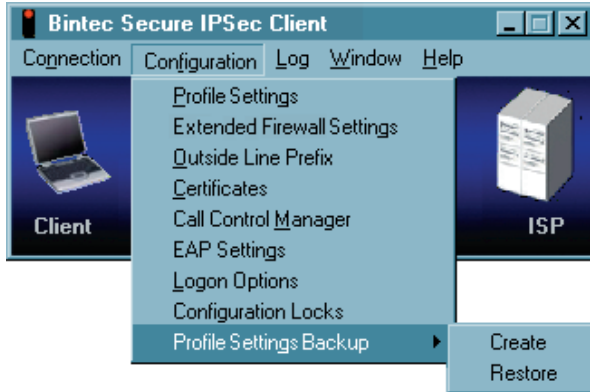 Bintec Secure IPSec Client
Connection Configuration Log Window Help
Profile Settings
Extended Firewall Settings
Outside Line Prefix
Certificates
Call Control Manager
EAP Settings
Logon Options
Configuration Locks
Profile Settings Backup
Create
Restore
Client
ISP